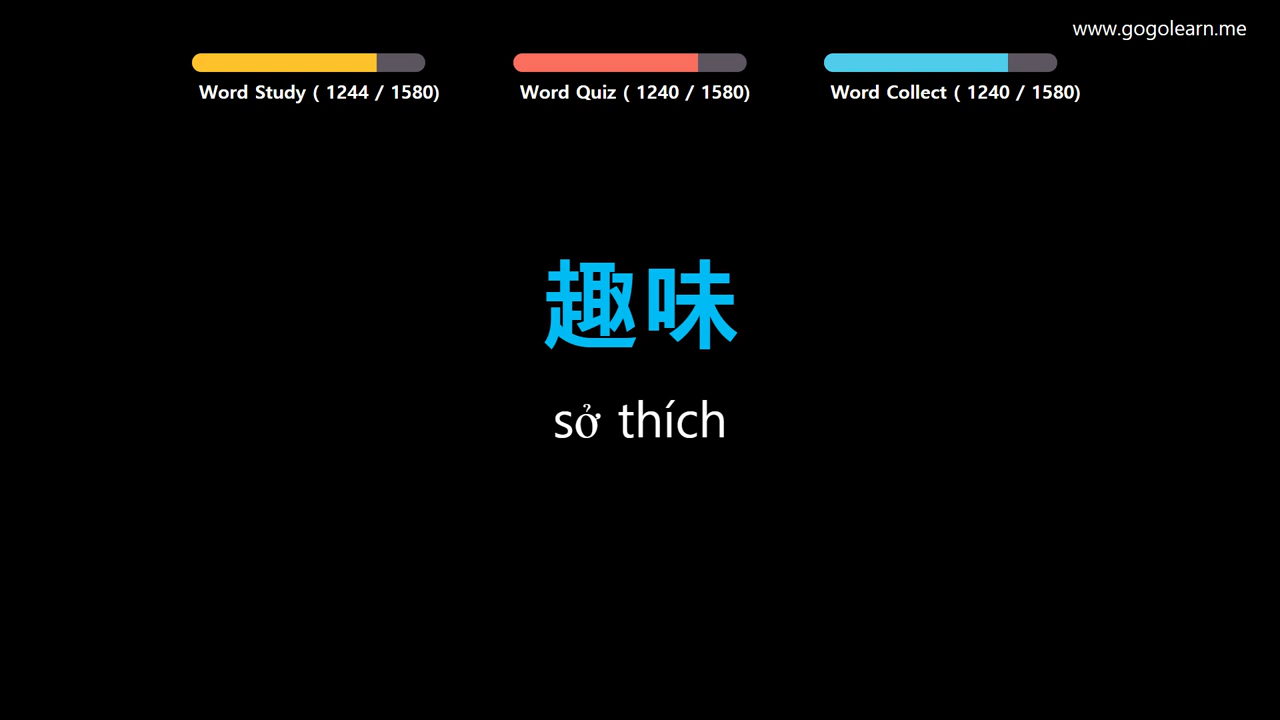 www.gogolearn.me
Word Study ( 1244 / 1580)
Word Quiz ( 1240 / 1580)
Word Collect ( 1240 / 1580)
趣味
sở thích